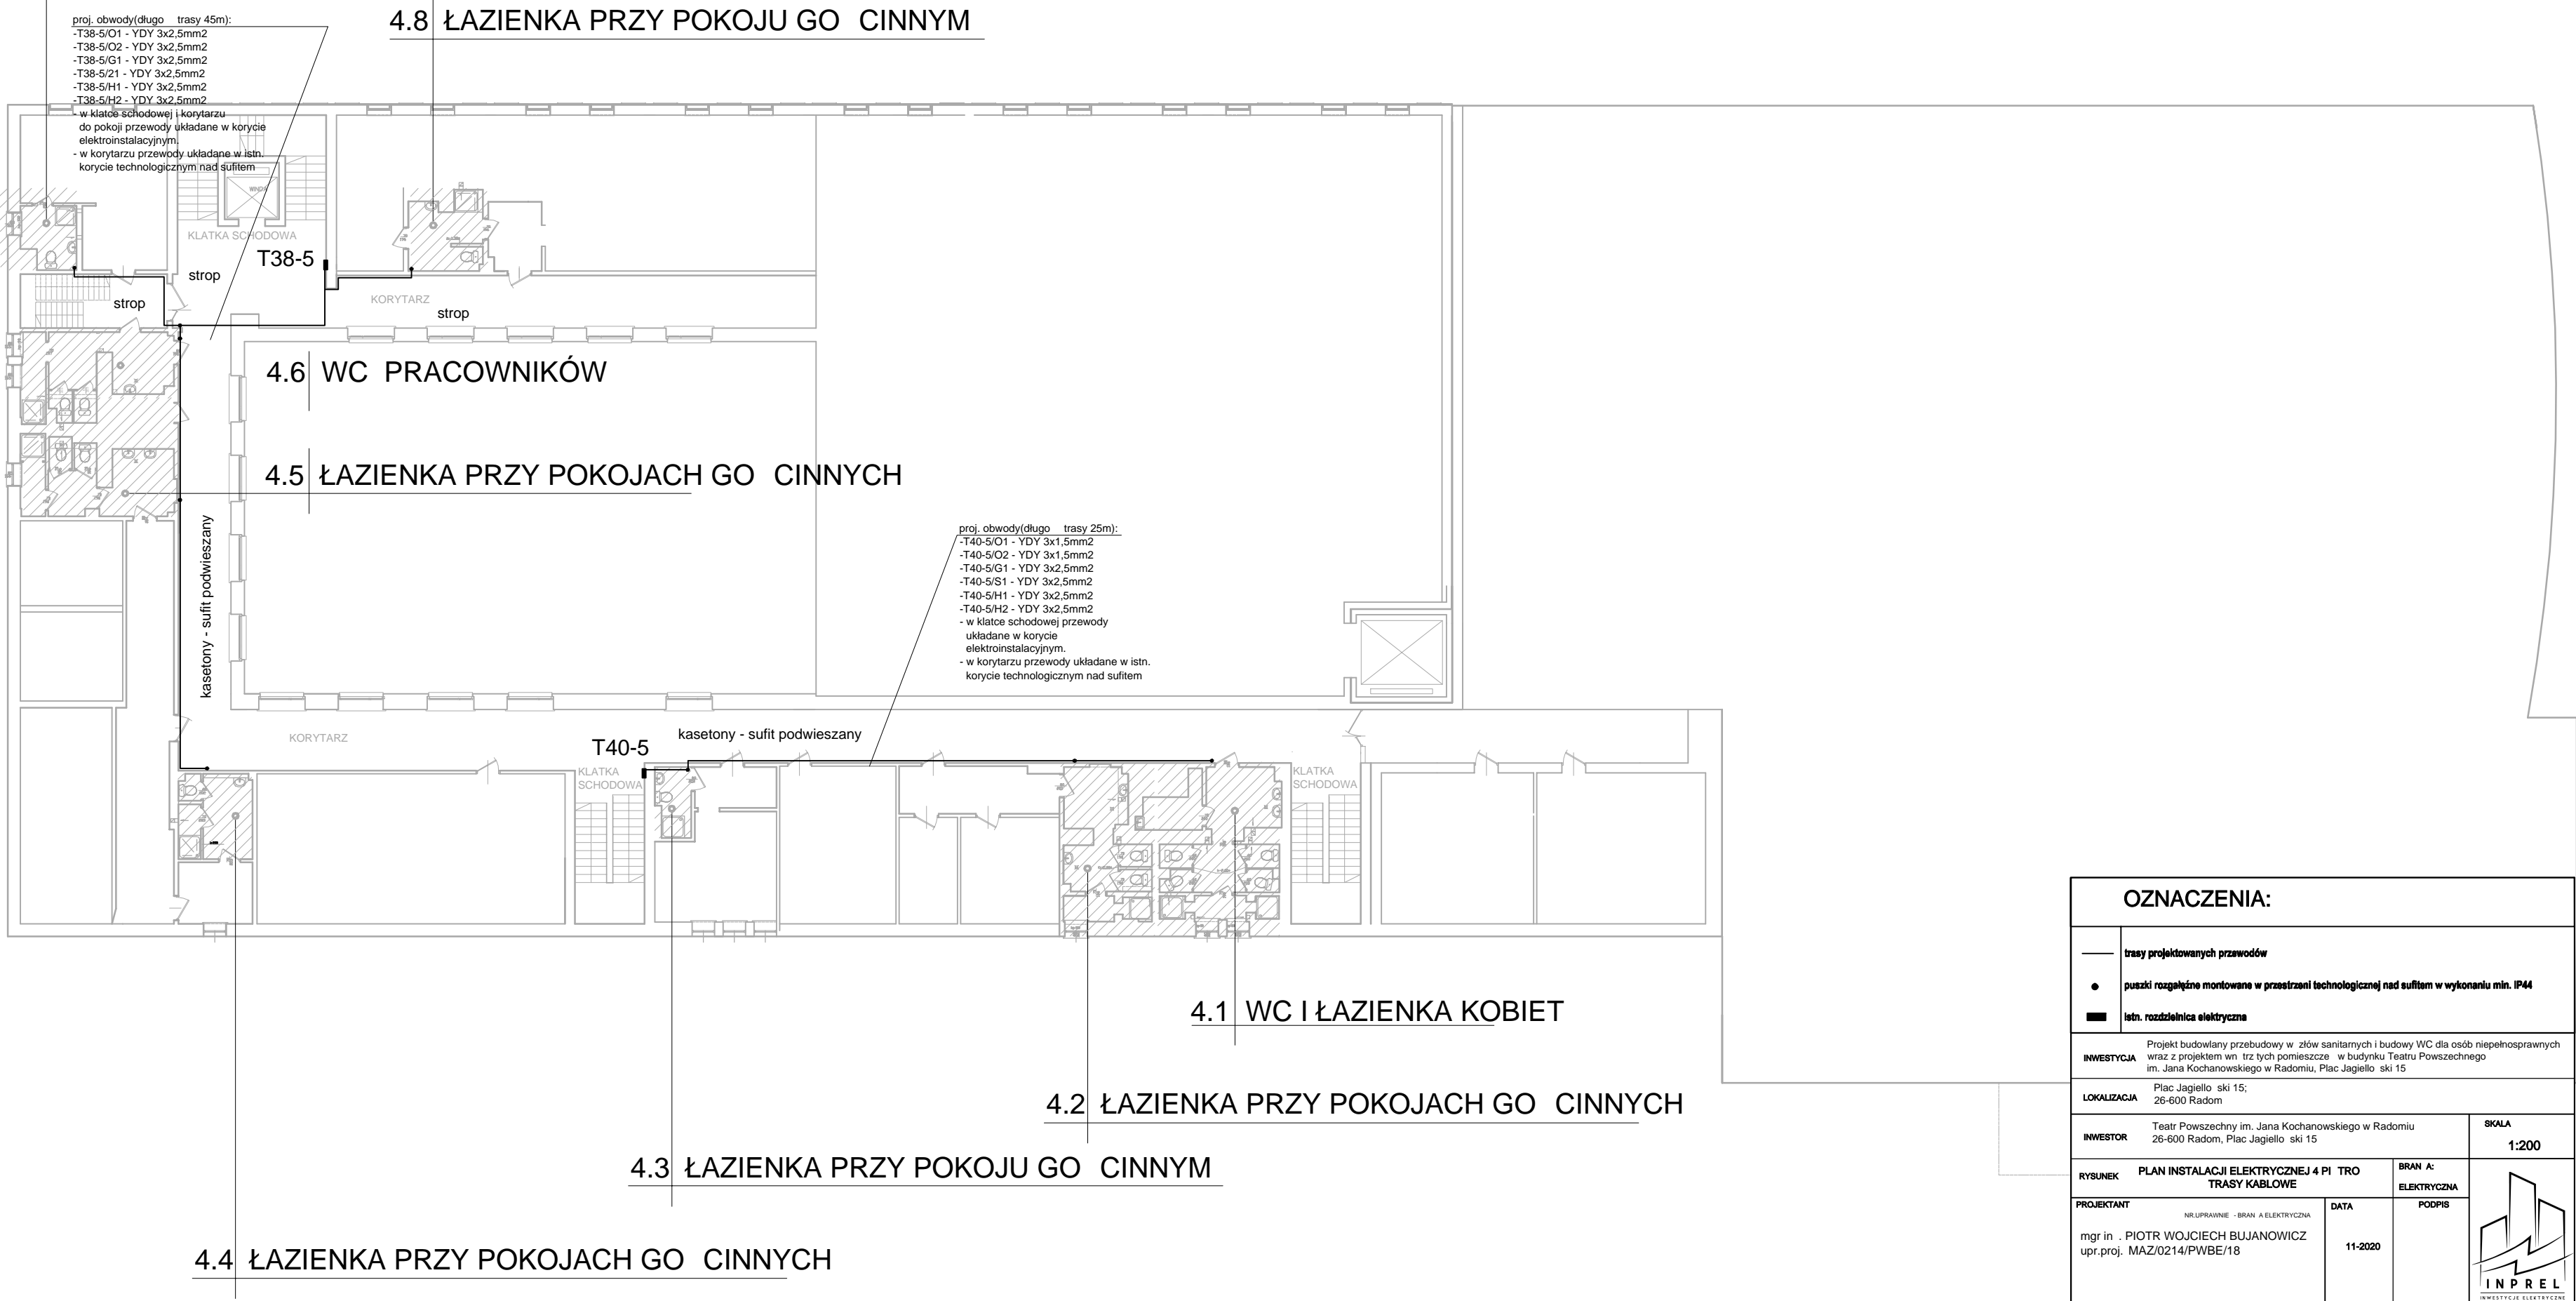 proj. obwody(długo trasy 45m):
-T38-5/O1 - YDY 3x2,5mm2
-T38-5/O2 - YDY 3x2,5mm2
-T38-5/G1 - YDY 3x2,5mm2
-T38-5/21 - YDY 3x2,5mm2
-T38-5/H1 - YDY 3x2,5mm2
-T38-5/H2 - YDY 3x2,5mm2
- w klatce schodowej i korytarzu
do pokoji przewody układane w korycie
elektroinstalacyjnym.
- w korytarzu przewody układane w istn.
korycie technologicznym nad sufitem
4.8 ŁAZIENKA PRZY POKOJU GO CINNYM
WINDA
KLATKA SCHODOWA
T38-5
strop
strop
KORYTARZ
strop
4.6 WC PRACOWNIKÓW
4.5 ŁAZIENKA PRZY POKOJACH GO CINNYCH
kasetony - sufit podwieszany
proj. obwody(długo trasy 25m):
-T40-5/O1 - YDY 3x1,5mm2
-T40-5/O2 - YDY 3x1,5mm2
-T40-5/G1 - YDY 3x2,5mm2
-T40-5/S1 - YDY 3x2,5mm2
-T40-5/H1 - YDY 3x2,5mm2
-T40-5/H2 - YDY 3x2,5mm2
- w klatce schodowej przewody
układane w korycie
elektroinstalacyjnym.
- w korytarzu przewody układane w istn.
korycie technologicznym nad sufitem
KORYTARZ
T40-5
kasetony - sufit podwieszany
KLATKA
SCHODOWA
KLATKA
SCHODOWA
4.1 WC I ŁAZIENKA KOBIET
4.2 ŁAZIENKA PRZY POKOJACH GO CINNYCH
4.3 ŁAZIENKA PRZY POKOJU GO CINNYM
4.4 ŁAZIENKA PRZY POKOJACH GO CINNYCH
OZNACZENIA:
trasy projektowanych przewodów
puszki rozgałęźne montowane w przestrzeni technologicznej nad sufitem w wykonaniu min. IP44
istn. rozdzielnica elektryczna
INWESTYCJA
Projekt budowlany przebudowy w złów sanitarnych i budowy WC dla osób niepełnosprawnych
wraz z projektem wn trz tych pomieszcze w budynku Teatru Powszechnego
im. Jana Kochanowskiego w Radomiu, Plac Jagiello ski 15
LOKALIZACJA
Plac Jagiello ski 15;
26-600 Radom
INWESTOR
Teatr Powszechny im. Jana Kochanowskiego w Radomiu
26-600 Radom, Plac Jagiello ski 15
SKALA
1:200
RYSUNEK
PLAN INSTALACJI ELEKTRYCZNEJ 4 PI TRO
TRASY KABLOWE
BRAN A:
ELEKTRYCZNA
PROJEKTANT
NR.UPRAWNIE - BRAN A ELEKTRYCZNA
mgr in . PIOTR WOJCIECH BUJANOWICZ
upr.proj. MAZ/0214/PWBE/18
DATA
11-2020
PODPIS
INPREL
INWESTYCJE ELEKTRYCZNE